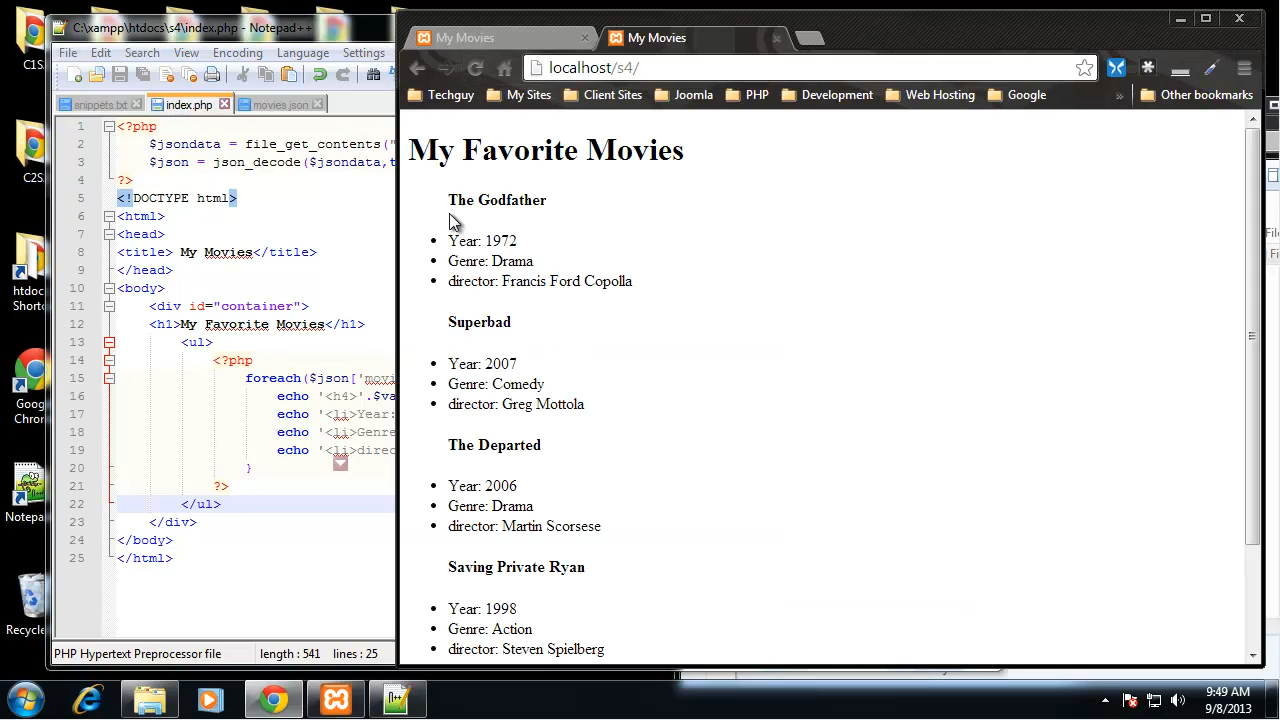 C:\xampp\htdocs\s4\index.php - Notepad++
File Edit Search View Encoding Language Settings
snippets.txt index.php movies.json
1 <?php
2 $jsondata = file_get_contents("
3 $json = json_decode($jsondata,t
4 ?>
5 <!DOCTYPE html>
6 <html>
7 <head>
8 <title> My Movies</title>
9 </head>
10 <body>
11 <div id="container">
12 <h1>My Favorite Movies</h1>
13 <ul>
14 <?php
15 foreach($json['movi
16 echo '<h4>'.$va
17 echo '<li>Year:
18 echo '<li>Genre
19 echo '<li>direc
20 }
21 ?>
22 </ul>
23 </div>
24 </body>
25 </html>
PHP Hypertext Preprocessor file length : 541 lines : 25
My Movies My Movies
localhost/s4/
Techguy My Sites Client Sites Joomla PHP Development Web Hosting Google » Other bookmarks
My Favorite Movies
The Godfather
Year: 1972
Genre: Drama
director: Francis Ford Copolla
Superbad
Year: 2007
Genre: Comedy
director: Greg Mottola
The Departed
Year: 2006
Genre: Drama
director: Martin Scorsese
Saving Private Ryan
Year: 1998
Genre: Action
director: Steven Spielberg
C1S
C2S
htdoc
Short
Goog
Chron
Notep
Recycl
9:49 AM
9/8/2013